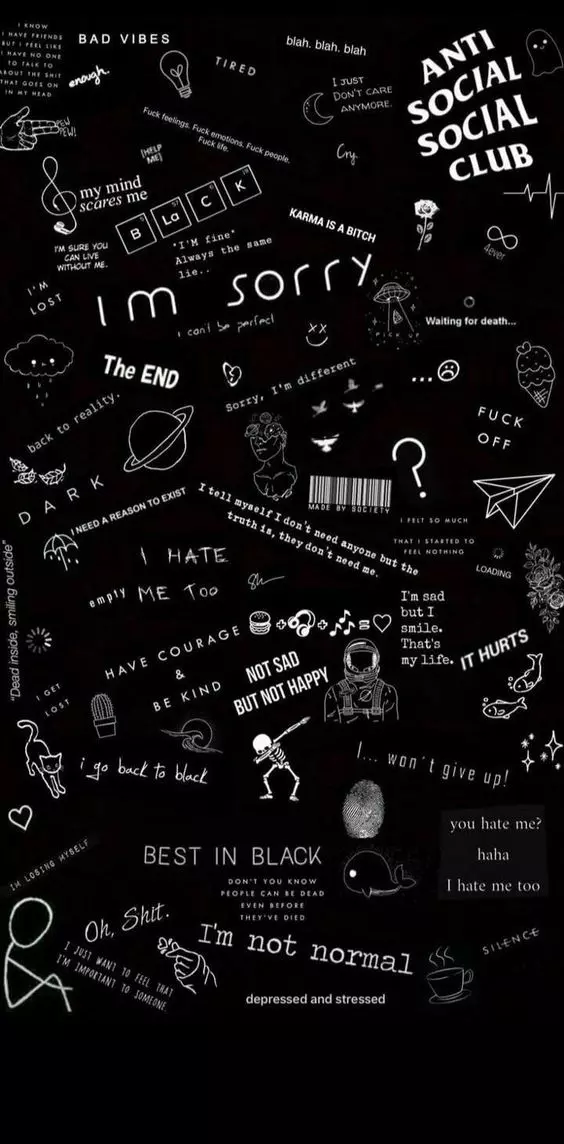 I KNOW
I HAVE FRIENDS
BUT I FEEL LIKE
I HAVE NO ONE
TO TALK TO
ABOUT THE SHIT
THAT GOES ON
IN MY HEAD
BAD VIBES
enough.
TIRED
blah. blah. blah
I JUST
DON'T CARE
ANYMORE.
ANTI
SOCIAL
SOCIAL
CLUB
PEW
PEW!
Fuck feelings. Fuck emotions. Fuck people.
Fuck life.
[HELP
ME]
Cry.
my mind
scares me
B La C K
KARMA IS A BITCH
4ever
I'M SURE YOU
CAN LIVE
WITHOUT ME.
"I'M fine"
Always the same
lie..
I'M
LOST
I'm sorry
i can't be perfect
PICK UP
Waiting for death...
The END
Sorry, I'm different
...
back to reality.
FUCK
OFF
?
DARK
MADE BY SOCIETY
I NEED A REASON TO EXIST
I tell myself I don't need anyone but the
truth is, they don't need me.
I FELT SO MUCH
THAT I STARTED TO
FEEL NOTHING
LOADING
"Dead inside, smiling outside"
I HATE
empty ME TOO
I'm sad
but I
smile.
That's
my life.
+ + =
HAVE COURAGE
&
BE KIND
NOT SAD
BUT NOT HAPPY
IT HURTS
I GET
LOST
i go back to black
I... won't give up!
you hate me?
haha
I hate me too
BEST IN BLACK
IM LOSING MYSELF
DON'T YOU KNOW
PEOPLE CAN BE DEAD
EVEN BEFORE
THEY'VE DIED
Oh, Shit.
I'm not normal
SILENCE
I JUST WANT TO FEEL THAT
I'M IMPORTANT TO SOMEONE.
depressed and stressed